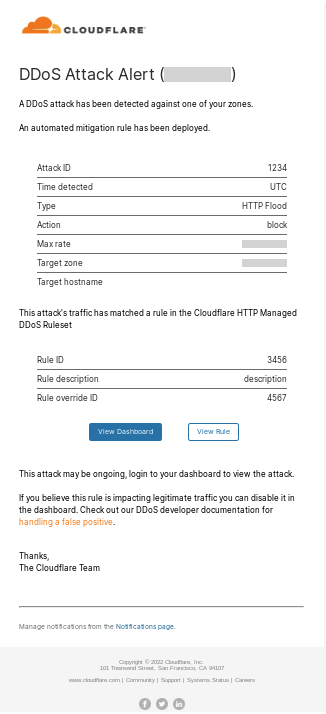 CLOUDFLARE
DDoS Attack Alert ( )
A DDoS attack has been detected against one of your zones.
An automated mitigation rule has been deployed.
Attack ID 1234
Time detected UTC
Type HTTP Flood
Action block
Max rate
Target zone
Target hostname
This attack's traffic has matched a rule in the Cloudflare HTTP Managed
DDoS Ruleset
Rule ID 3456
Rule description description
Rule override ID 4567
View Dashboard View Rule
This attack may be ongoing, login to your dashboard to view the attack.
If you believe this rule is impacting legitimate traffic you can disable it in
the dashboard. Check out our DDoS developer documentation for
handling a false positive.
Thanks,
The Cloudflare Team
Manage notifications from the Notifications page.
Copyright © 2022 Cloudflare, Inc.
101 Townsend Street, San Francisco, CA 94107
www.cloudflare.com | Community | Support | Systems Status | Careers